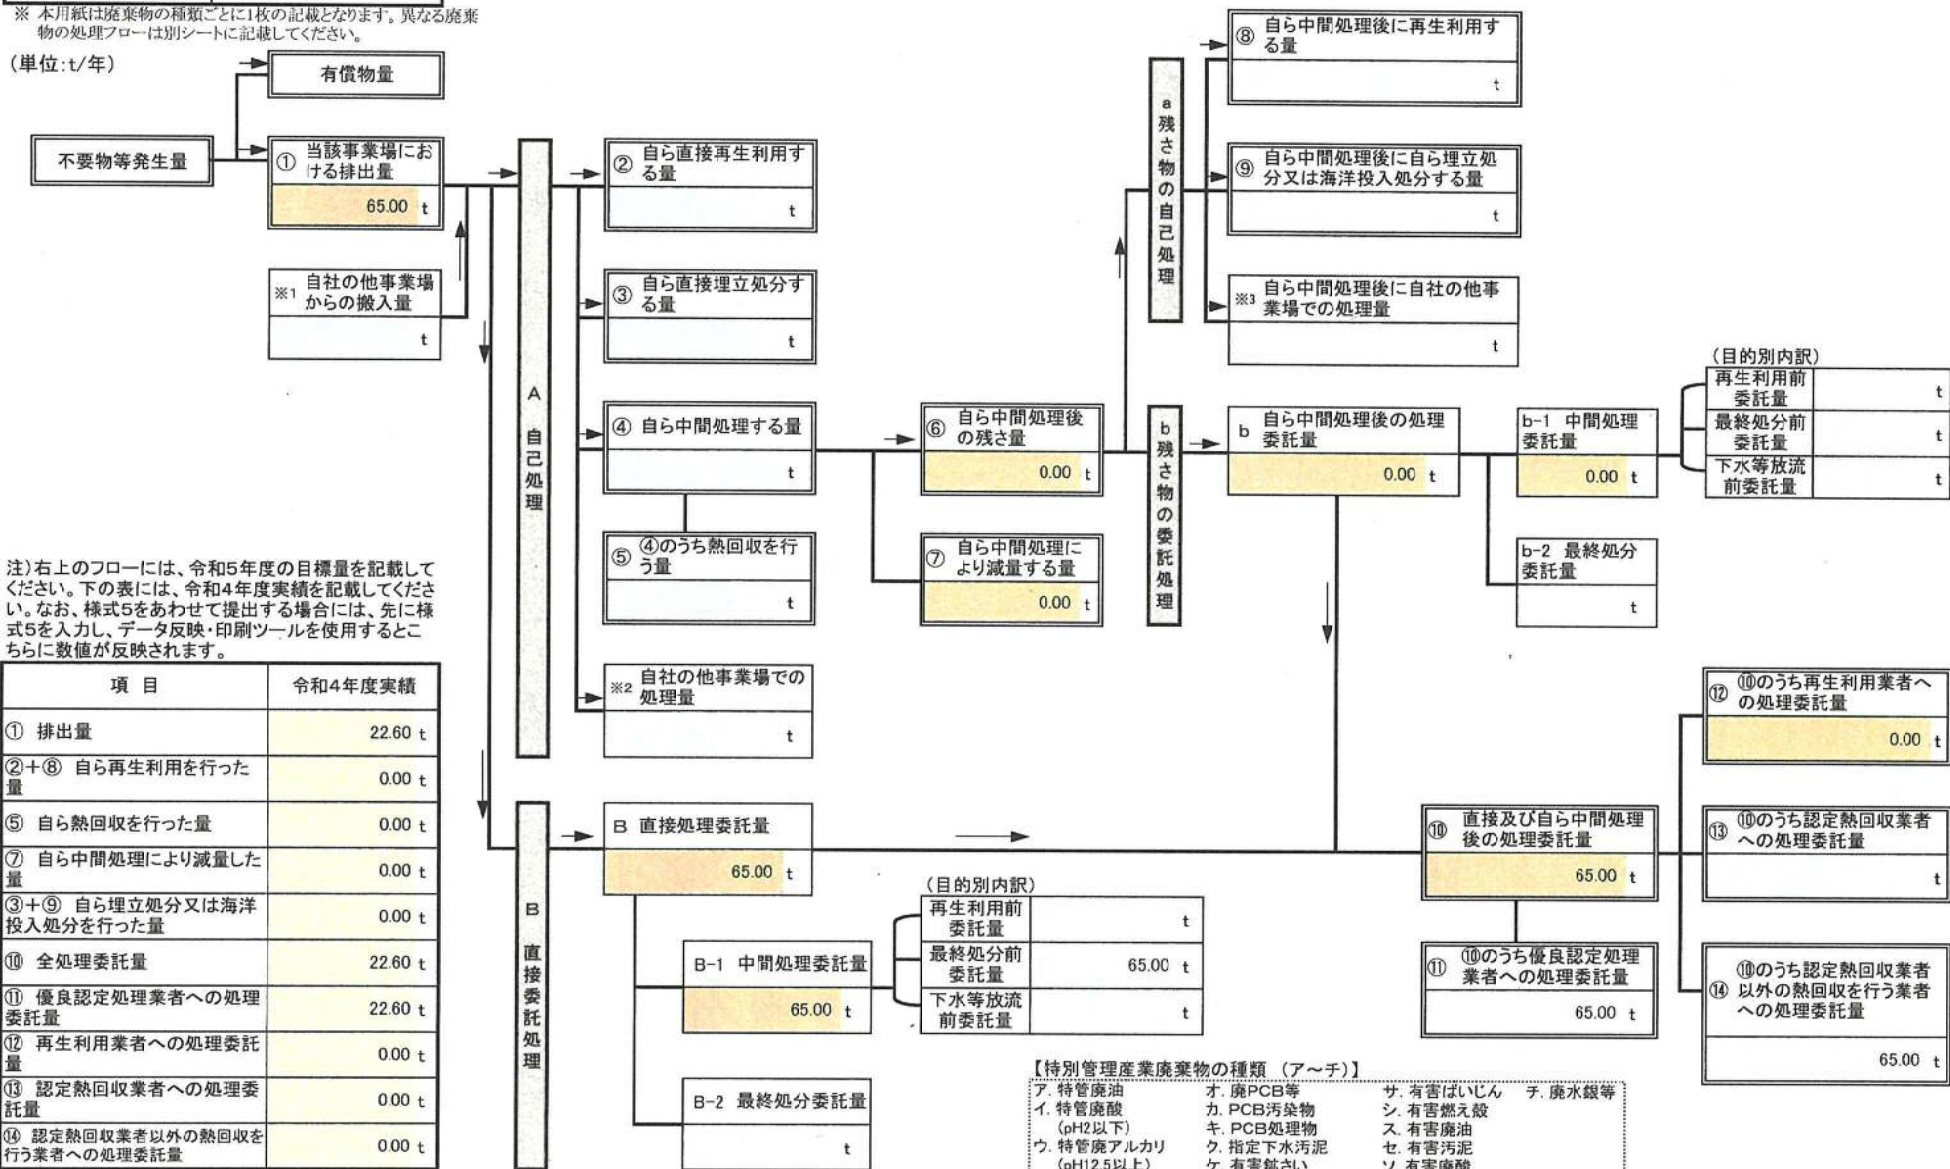 ※ 本用紙は廃棄物の種類ごとに1枚の記載となります。異なる廃棄
物の処理フローは別シートに記載してください。
(単位:t/年)
有償物量
不要物等発生量
① 当該事業場にお
ける排出量
65.00 t
※1 自社の他事業場
からの搬入量
t
A 自己処理
② 自ら直接再生利用す
る量
t
③ 自ら直接埋立処分す
る量
t
④ 自ら中間処理する量
t
⑤ ④のうち熱回収を行
う量
t
※2 自社の他事業場での
処理量
t
⑥ 自ら中間処理後
の残さ量
0.00 t
⑦ 自ら中間処理に
より減量する量
0.00 t
a 残さ物の自己処理
⑧ 自ら中間処理後に再生利用す
る量
t
⑨ 自ら中間処理後に自ら埋立処
分又は海洋投入処分する量
t
※3 自ら中間処理後に自社の他事
業場での処理量
t
b 残さ物の委託処理
b 自ら中間処理後の処理
委託量
0.00 t
b-1 中間処理
委託量
0.00 t
(目的別内訳)
再生利用前
委託量
t
最終処分前
委託量
t
下水等放流
前委託量
t
b-2 最終処分
委託量
t
注)右上のフローには、令和5年度の目標量を記載して
ください。下の表には、令和4年度実績を記載してくださ
い。なお、様式5をあわせて提出する場合には、先に様
式5を入力し、データ反映・印刷ツールを使用するとこ
ちらに数値が反映されます。
項 目 令和4年度実績
① 排出量 22.60 t
②+⑧ 自ら再生利用を行った
量 0.00 t
⑤ 自ら熱回収を行った量 0.00 t
⑦ 自ら中間処理により減量した
量 0.00 t
③+⑨ 自ら埋立処分又は海洋
投入処分を行った量 0.00 t
⑩ 全処理委託量 22.60 t
⑪ 優良認定処理業者への処理
委託量 22.60 t
⑫ 再生利用業者への処理委託
量 0.00 t
⑬ 認定熱回収業者への処理委
託量 0.00 t
⑭ 認定熱回収業者以外の熱回収を
行う業者への処理委託量 0.00 t
B 直接委託処理
B 直接処理委託量
65.00 t
B-1 中間処理委託量
65.00 t
(目的別内訳)
再生利用前
委託量
t
最終処分前
委託量
65.00 t
下水等放流
前委託量
t
B-2 最終処分委託量
t
⑩ 直接及び自ら中間処理
後の処理委託量
65.00 t
⑪ ⑩のうち優良認定処理
業者への処理委託量
65.00 t
⑫ ⑩のうち再生利用業者へ
の処理委託量
0.00 t
⑬ ⑩のうち認定熱回収業者
への処理委託量
t
⑭ ⑩のうち認定熱回収業者
以外の熱回収を行う業者
への処理委託量
65.00 t
【特別管理産業廃棄物の種類 (ア～チ)】
ア. 特管廃油 オ. 廃PCB等 サ. 有害ばいじん チ. 廃水銀等
イ. 特管廃酸 カ. PCB汚染物 シ. 有害燃え殻
(pH2以下) キ. PCB処理物 ス. 有害廃油
ウ. 特管廃アルカリ ク. 指定下水汚泥 セ. 有害汚泥
(pH12.5以上) ケ. 有害鉱さい ソ. 有害廃酸